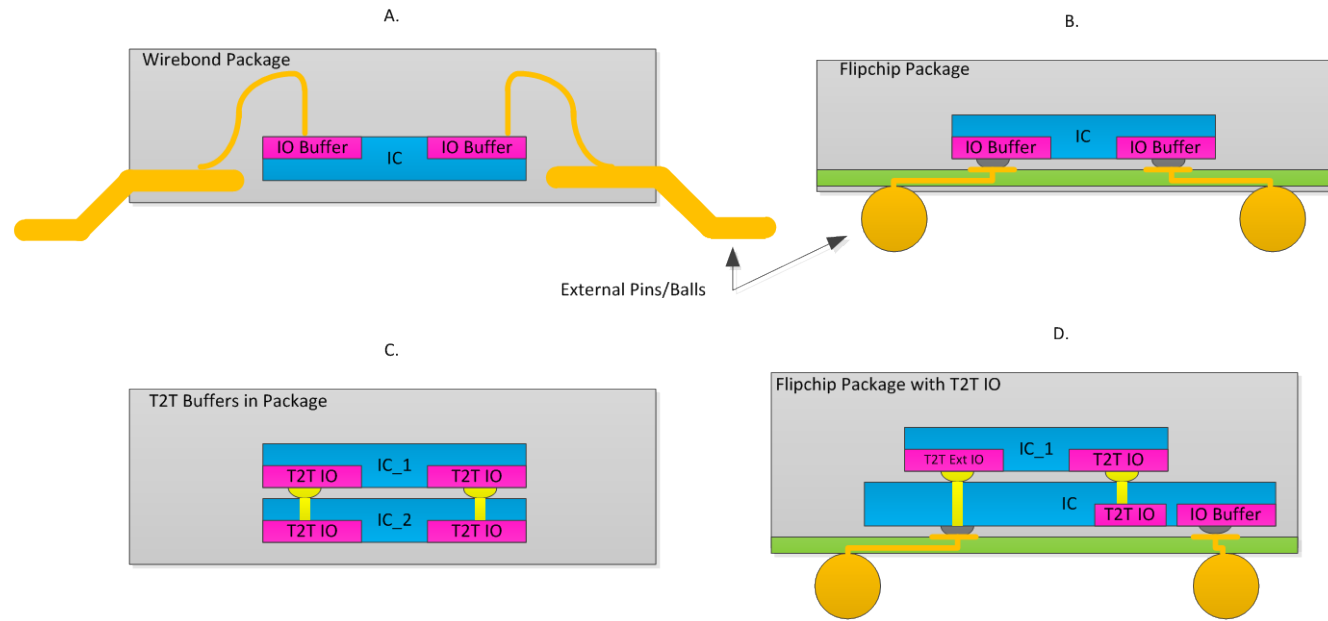 A.
Wirebond Package
IO Buffer
IC
IO Buffer
B.
Flipchip Package
IO Buffer
IC
IO Buffer
External Pins/Balls
C.
T2T Buffers in Package
IC_1
T2T IO
T2T IO
IC_2
T2T IO
T2T IO
D.
Flipchip Package with T2T IO
IC_1
T2T Ext IO
T2T IO
IC
T2T IO
IO Buffer